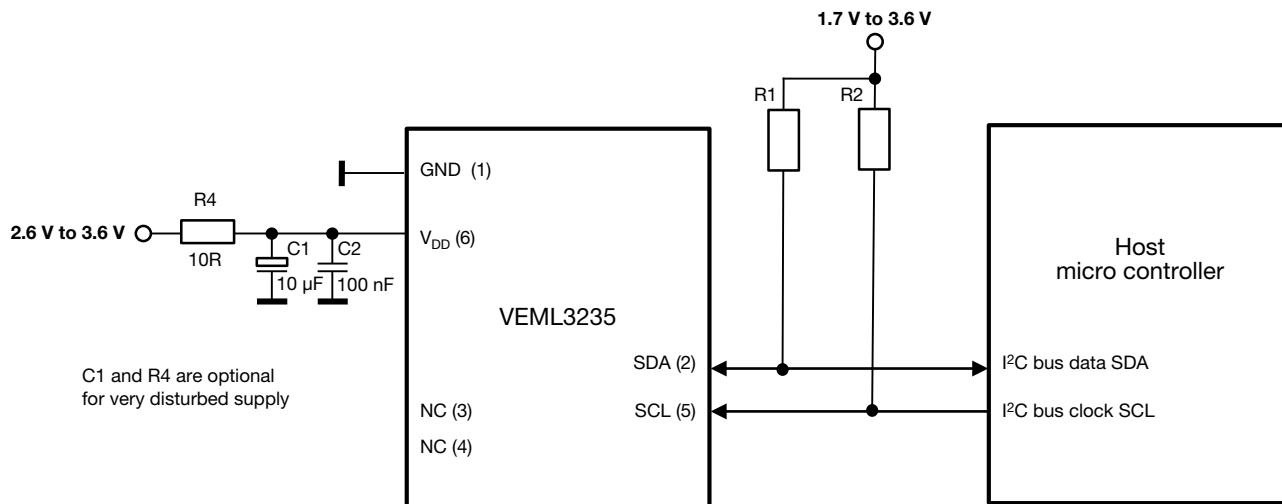 1.7 V to 3.6 V
R1
R2
GND (1)
R4
2.6 V to 3.6 V
10R
C1
10 µF
C2
100 nF
V_DD (6)
VEML3235
Host
micro controller
SDA (2)
I²C bus data SDA
C1 and R4 are optional
for very disturbed supply
NC (3)
SCL (5)
I²C bus clock SCL
NC (4)